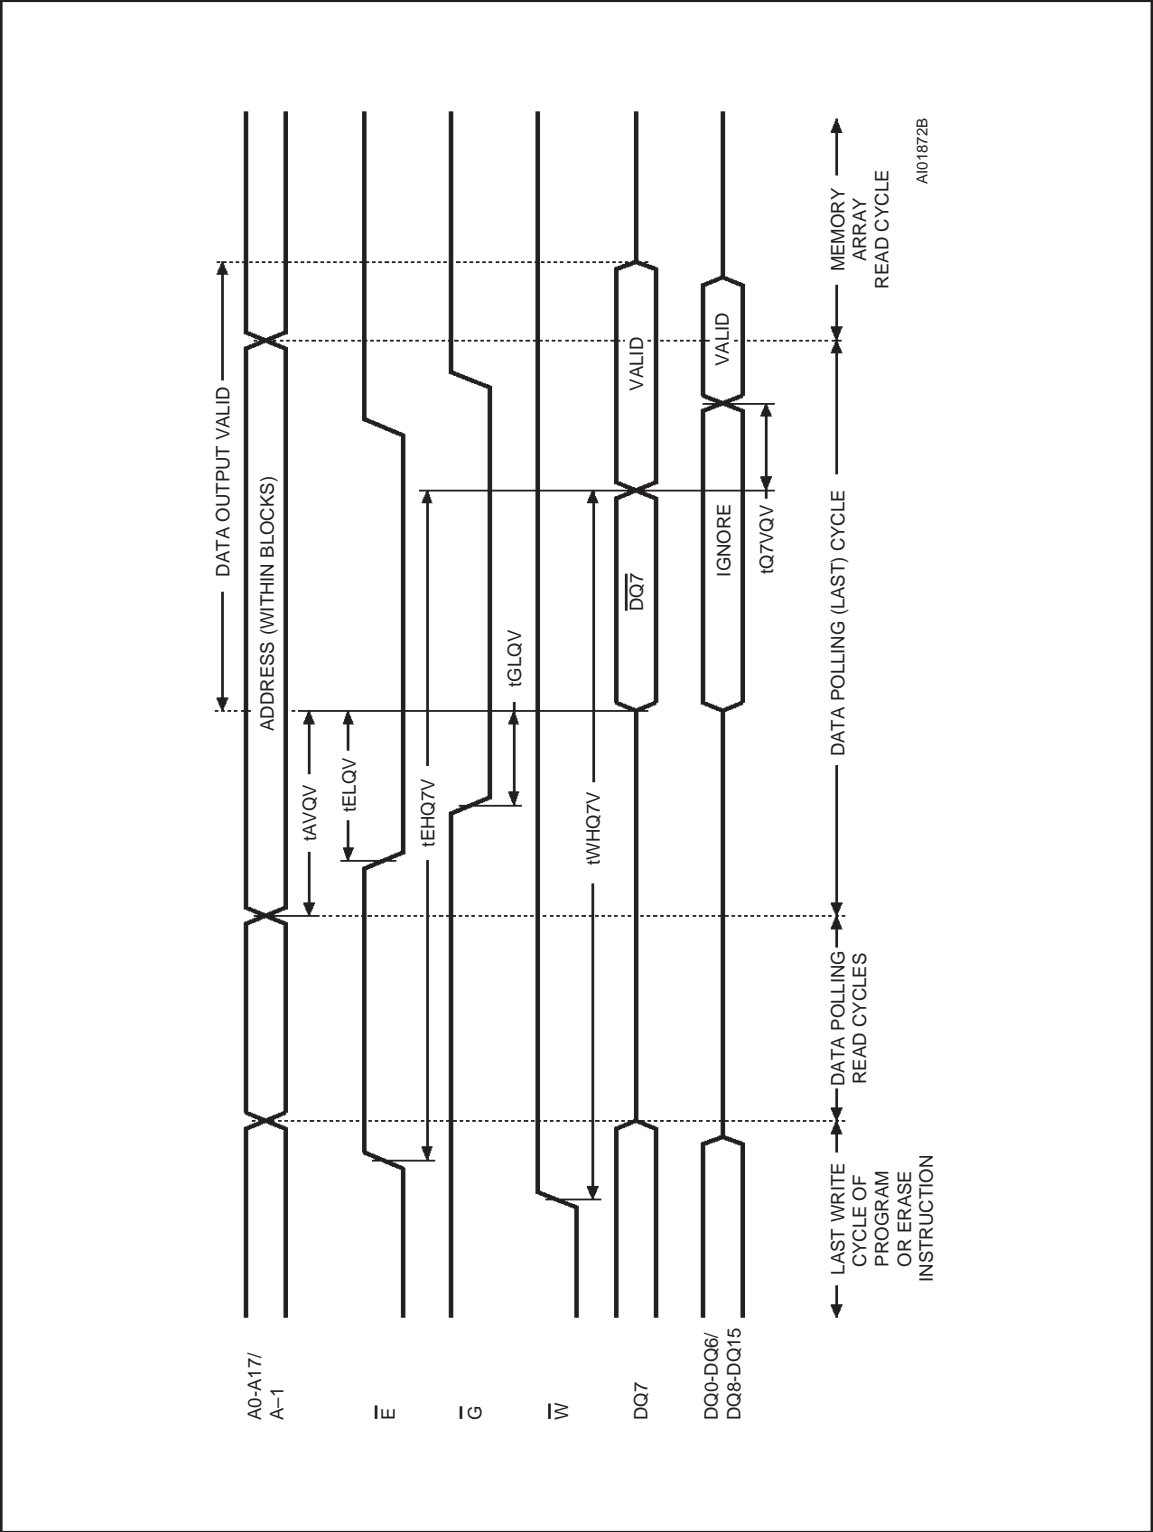 A0-A17/
A–1
ADDRESS (WITHIN BLOCKS)
DATA OUTPUT VALID
tAVQV
tELQV
E
tEHQ7V
G
tGLQV
W
tWHQ7V
DQ7
DQ7
VALID
DQ0-DQ6/
DQ8-DQ15
IGNORE
VALID
tQ7VQV
LAST WRITE
CYCLE OF
PROGRAM
OR ERASE
INSTRUCTION
DATA POLLING
READ CYCLES
DATA POLLING (LAST) CYCLE
MEMORY
ARRAY
READ CYCLE
AI01872B